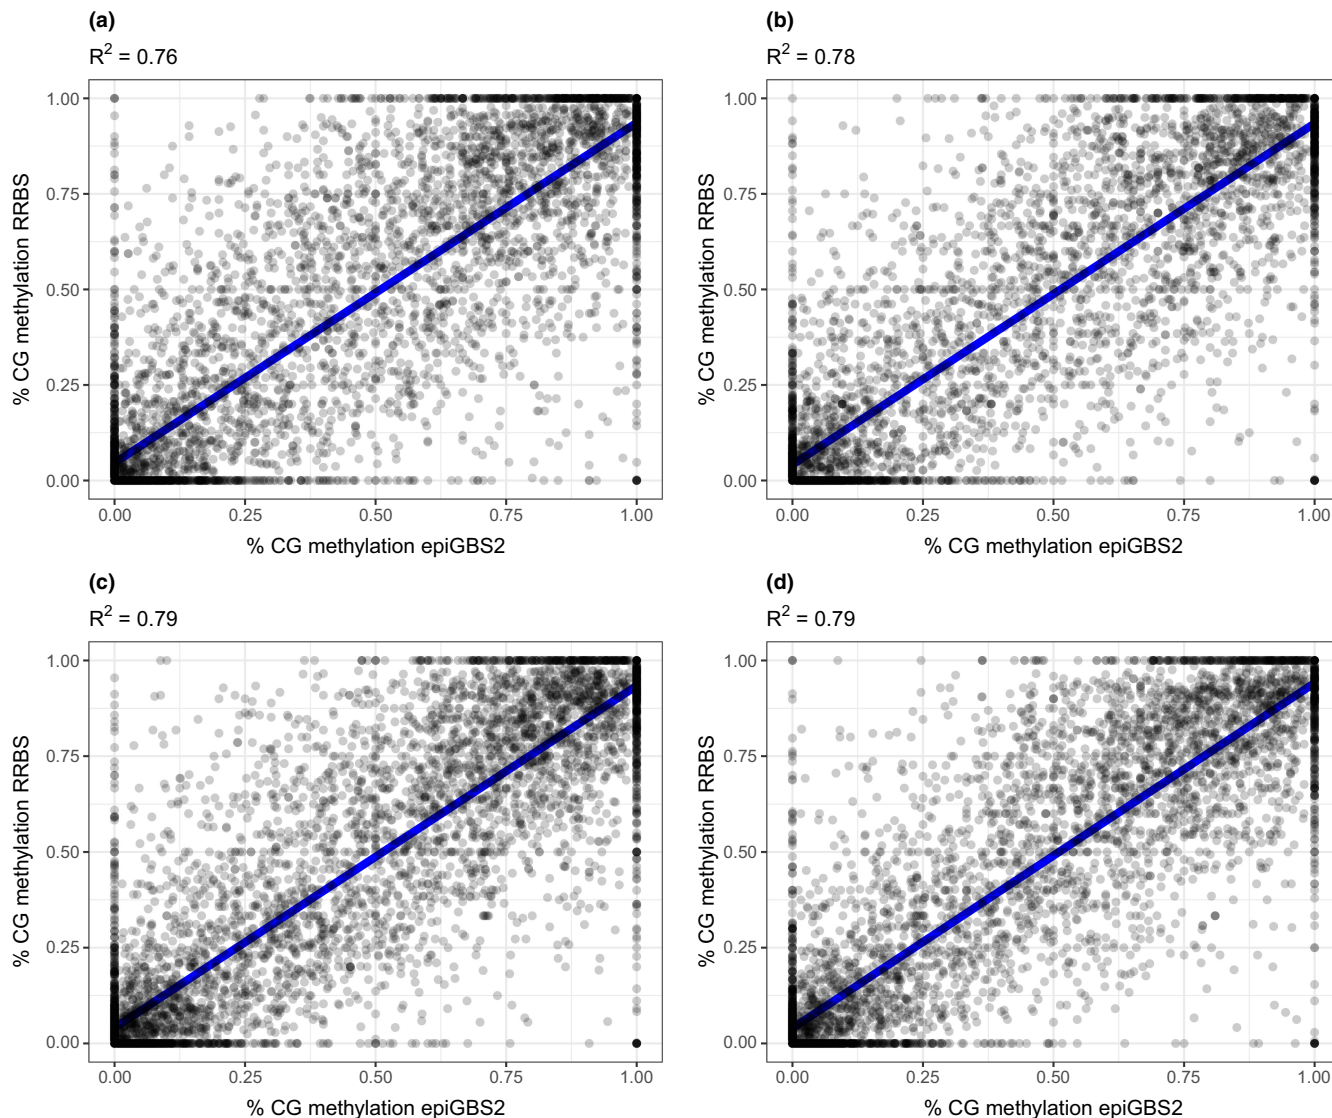 (a)
R² = 0.76
1.00
0.75
0.50
0.25
0.00
% CG methylation RRBS
0.00 0.25 0.50 0.75 1.00
% CG methylation epiGBS2
(b)
R² = 0.78
1.00
0.75
0.50
0.25
0.00
% CG methylation RRBS
0.00 0.25 0.50 0.75 1.00
% CG methylation epiGBS2
(c)
R² = 0.79
1.00
0.75
0.50
0.25
0.00
% CG methylation RRBS
0.00 0.25 0.50 0.75 1.00
% CG methylation epiGBS2
(d)
R² = 0.79
1.00
0.75
0.50
0.25
0.00
% CG methylation RRBS
0.00 0.25 0.50 0.75 1.00
% CG methylation epiGBS2